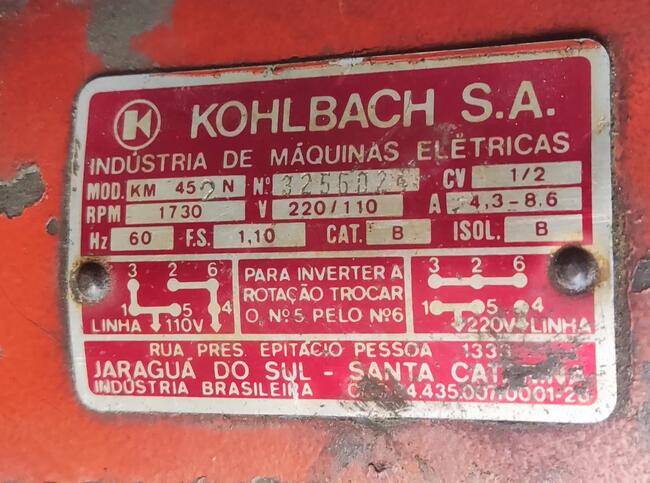 K KOHLBACH S.A.
INDÚSTRIA DE MÁQUINAS ELÉTRICAS
MOD. KM 452N Nº CV 1/2
RPM 1730 V 220/110 A 4,3-8,6
Hz 60 F.S. 1,10 CAT. B ISOL. B
3 2 6 PARA INVERTER A 3 2 6
1 5 4 ROTAÇÃO TROCAR 1 5 4
LINHA 110V O Nº5 PELO Nº6 220V LINHA
RUA PRES. EPITÁCIO PESSOA
JARAGUÁ DO SUL - SANTA
INDÚSTRIA BRASILEIRA